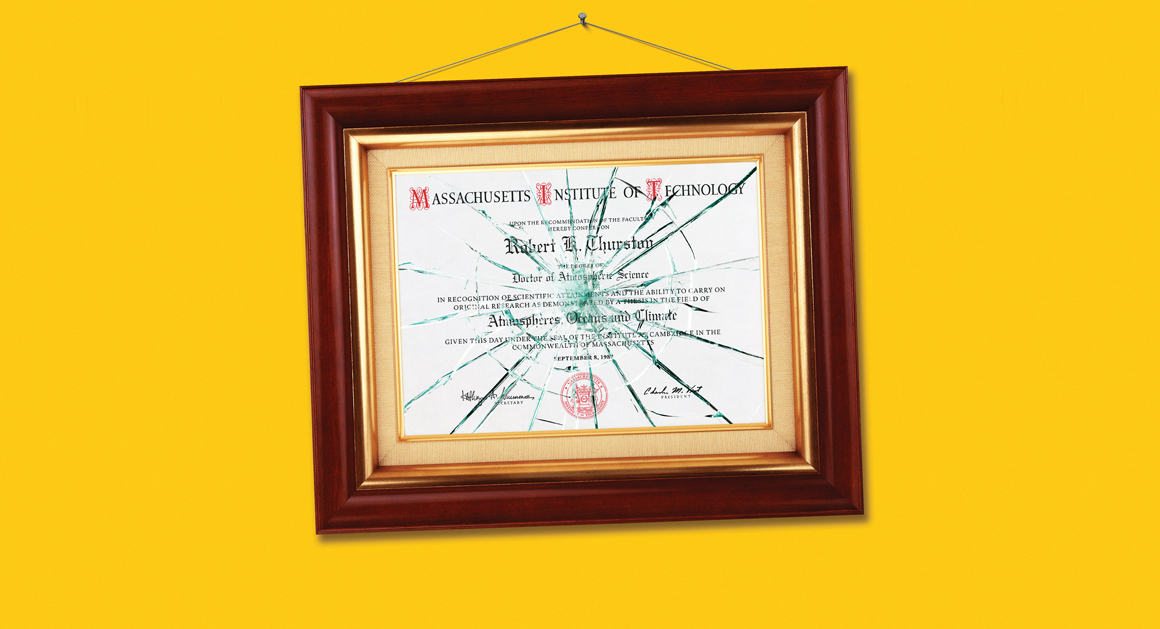 MASSACHUSETTS INSTITUTE OF TECHNOLOGY
UPON THE RECOMMENDATION OF THE FACULTY
HEREBY CONFERS ON
Robert K. Thurston
THE DEGREE OF
Doctor of Atmospheric Science
IN RECOGNITION OF SCIENTIFIC ATTAINMENTS AND THE ABILITY TO CARRY ON
ORIGINAL RESEARCH AS DEMONSTRATED BY A THESIS IN THE FIELD OF
Atmospheres, Oceans and Climate
GIVEN THIS DAY UNDER THE SEAL OF THE INSTITUTE AT CAMBRIDGE IN THE
COMMONWEALTH OF MASSACHUSETTS
SEPTEMBER 8, 1987
SECRETARY
PRESIDENT